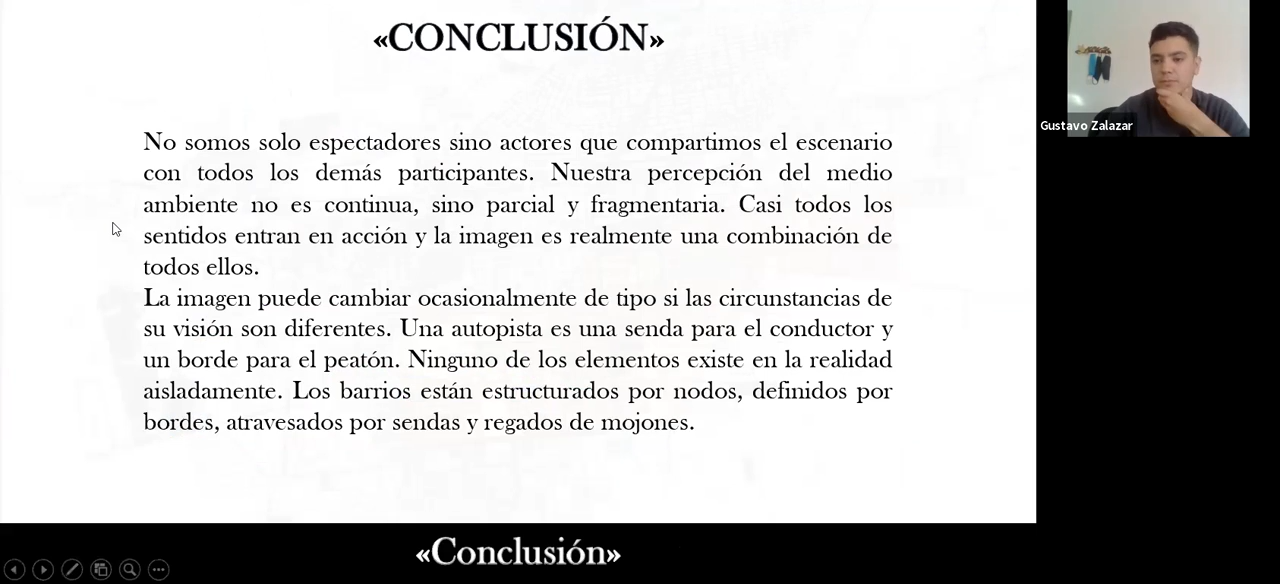 «CONCLUSIÓN»
No somos solo espectadores sino actores que compartimos el escenario
con todos los demás participantes. Nuestra percepción del medio
ambiente no es continua, sino parcial y fragmentaria. Casi todos los
sentidos entran en acción y la imagen es realmente una combinación de
todos ellos.
La imagen puede cambiar ocasionalmente de tipo si las circunstancias de
su visión son diferentes. Una autopista es una senda para el conductor y
un borde para el peatón. Ninguno de los elementos existe en la realidad
aisladamente. Los barrios están estructurados por nodos, definidos por
bordes, atravesados por sendas y regados de mojones.
«Conclusión»
Gustavo Zalazar